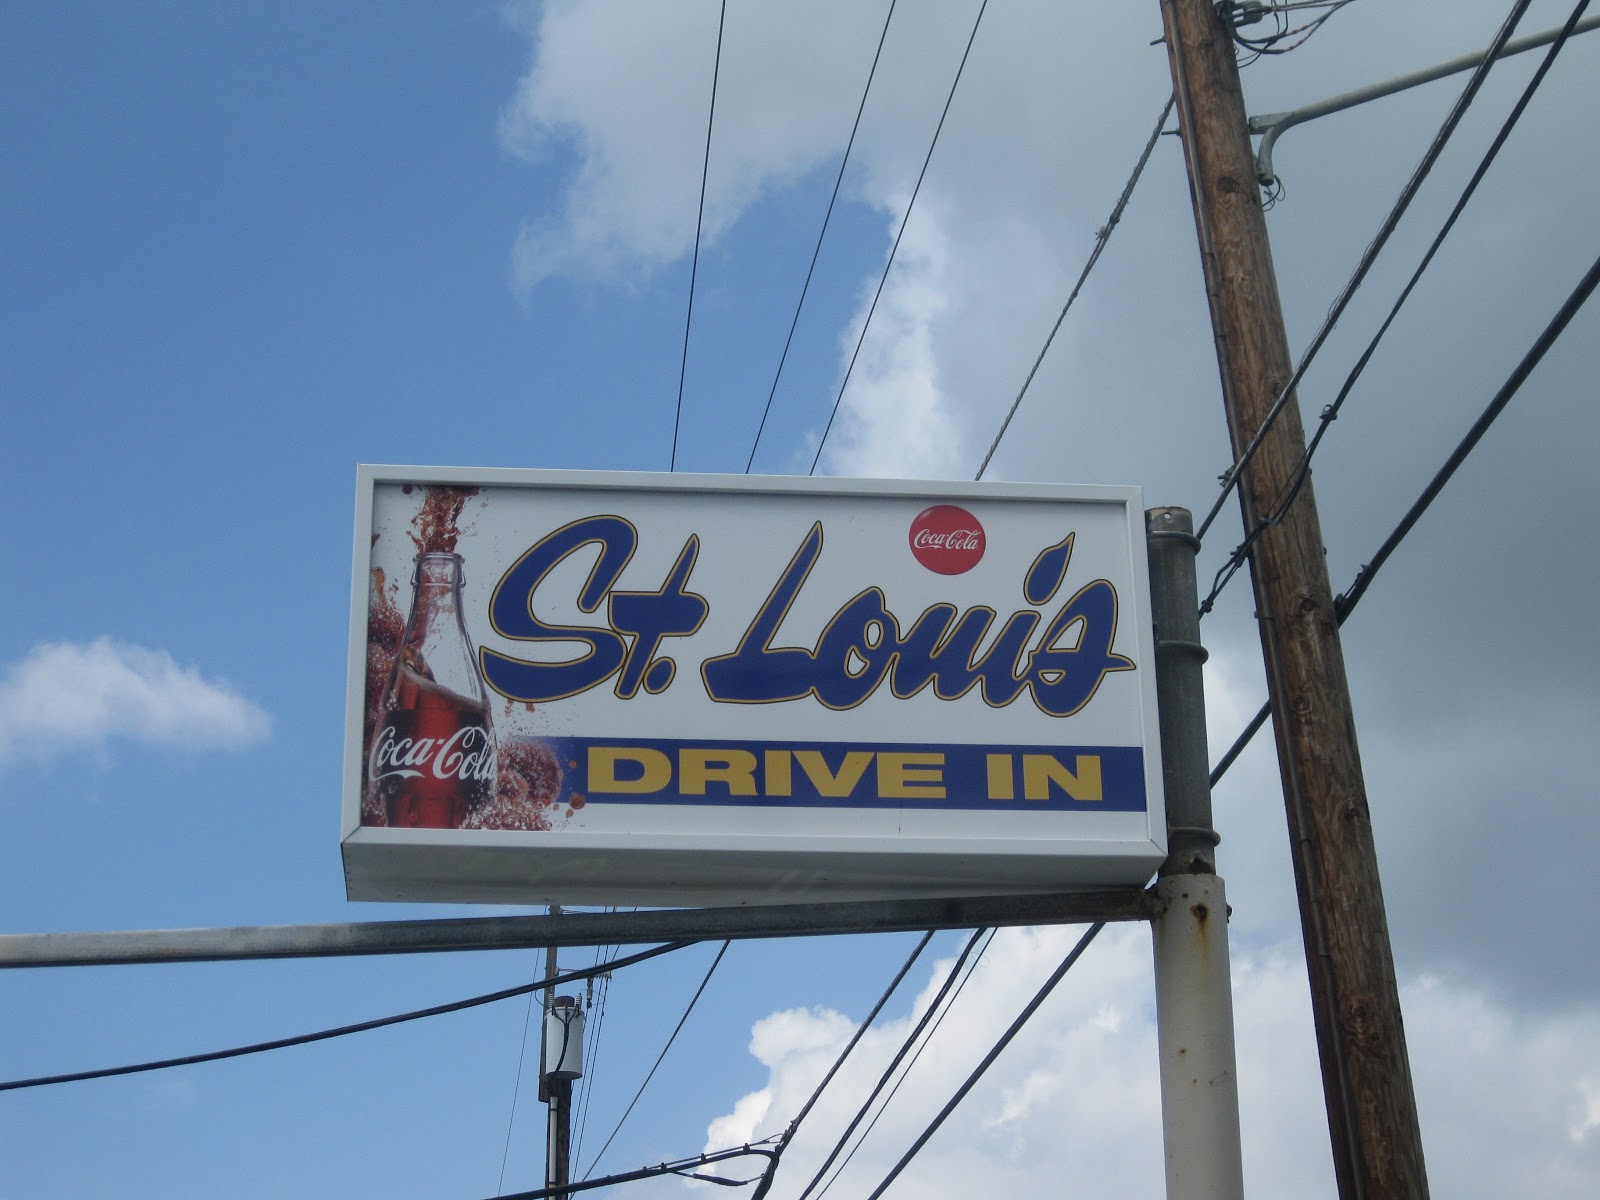 Coca-Cola
St. Louis
DRIVE IN
Coca-Cola